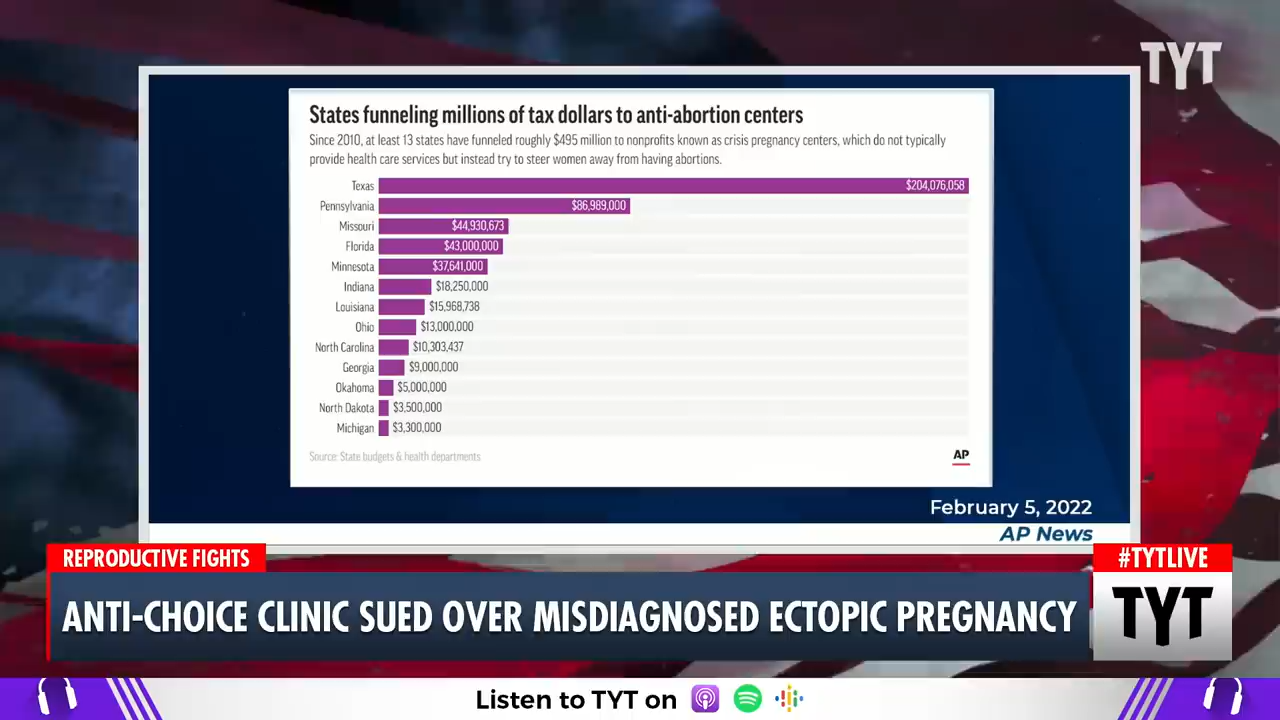 TYT
States funneling millions of tax dollars to anti-abortion centers
Since 2010, at least 13 states have funneled roughly $495 million to nonprofits known as crisis pregnancy centers, which do not typically
provide health care services but instead try to steer women away from having abortions.
Texas $204,076,058
Pennsylvania $86,989,000
Missouri $44,930,673
Florida $43,000,000
Minnesota $37,641,000
Indiana $18,250,000
Louisiana $15,968,738
Ohio $13,000,000
North Carolina $10,303,437
Georgia $9,000,000
Okahoma $5,000,000
North Dakota $3,500,000
Michigan $3,300,000
Source: State budgets & health departments
AP
February 5, 2022
AP News
REPRODUCTIVE FIGHTS
#TYTLIVE
ANTI-CHOICE CLINIC SUED OVER MISDIAGNOSED ECTOPIC PREGNANCY
TYT
Listen to TYT on